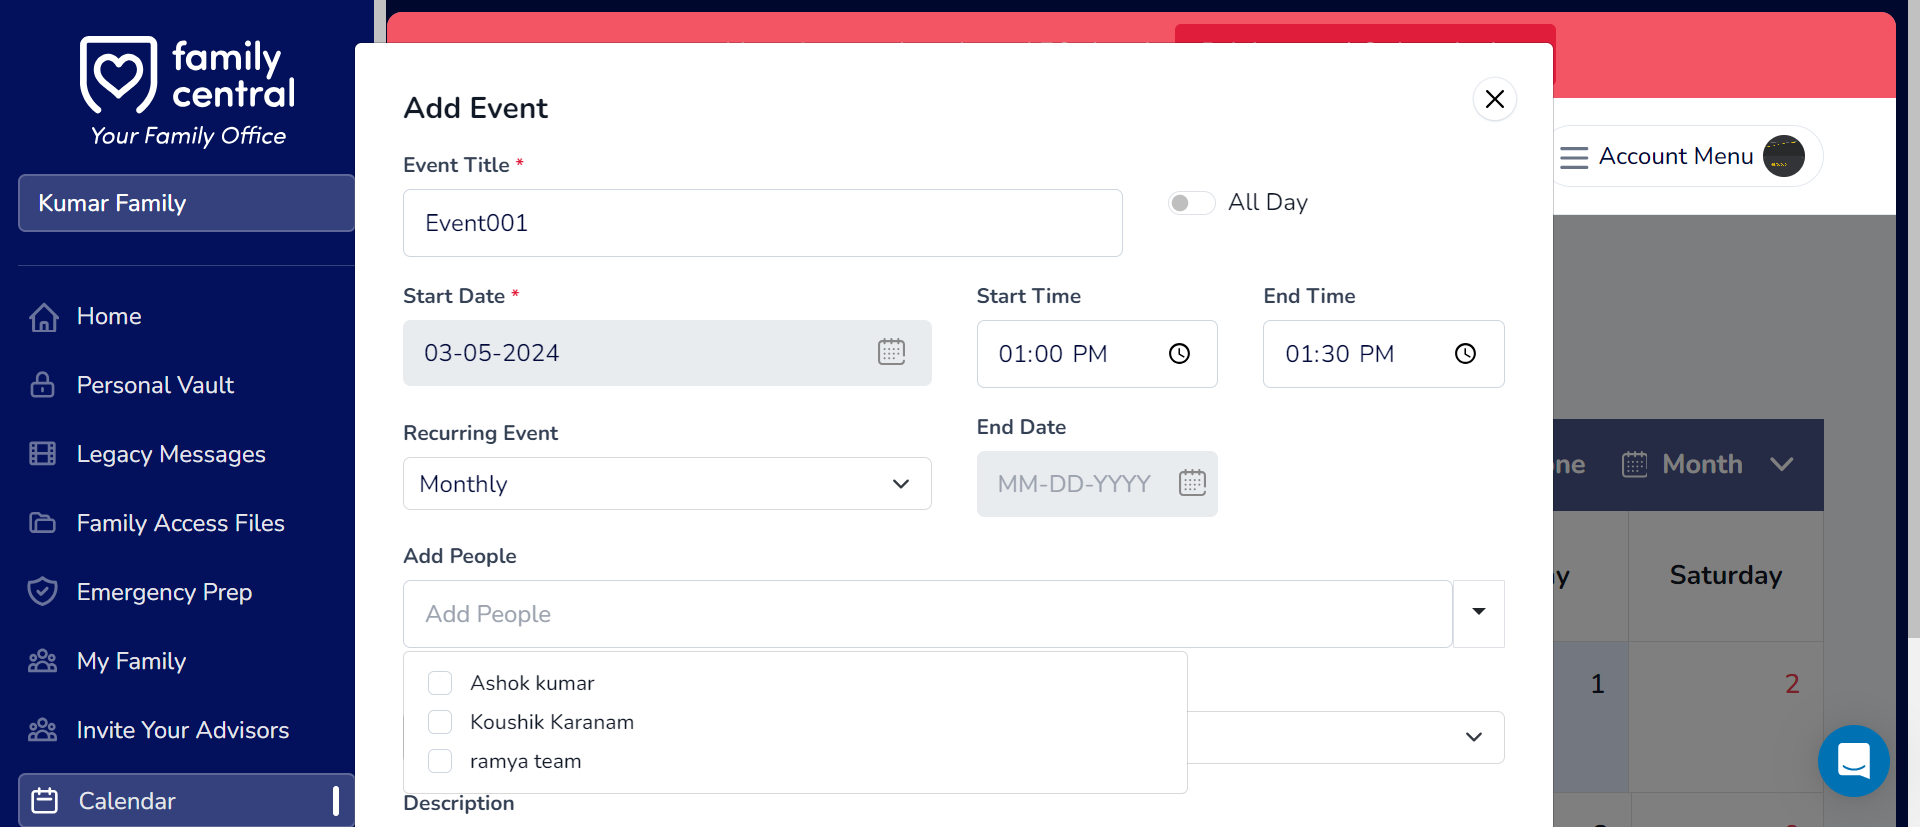 family
central
Your Family Office
Kumar Family
Home
Personal Vault
Legacy Messages
Family Access Files
Emergency Prep
My Family
Invite Your Advisors
Calendar
Add Event
Event Title *
Event001
All Day
Start Date *
Start Time
End Time
03-05-2024
01:00 PM
01:30 PM
Recurring Event
End Date
Monthly
MM-DD-YYYY
Add People
Add People
Ashok kumar
Koushik Karanam
ramya team
Description
Account Menu
Month
Saturday
1
2